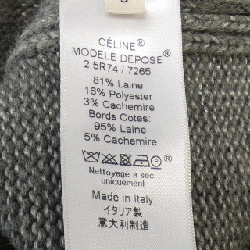 CÉLINE®
MODELE DEPOSE®
2 5R74 / 7265
81% Laine
16% Polyester
3% Cachemire
Bords Cotes:
95% Laine
5% Cachemire
Nettoyage a sec
uniquement
Made in Italy
イタリア製
意大利制造